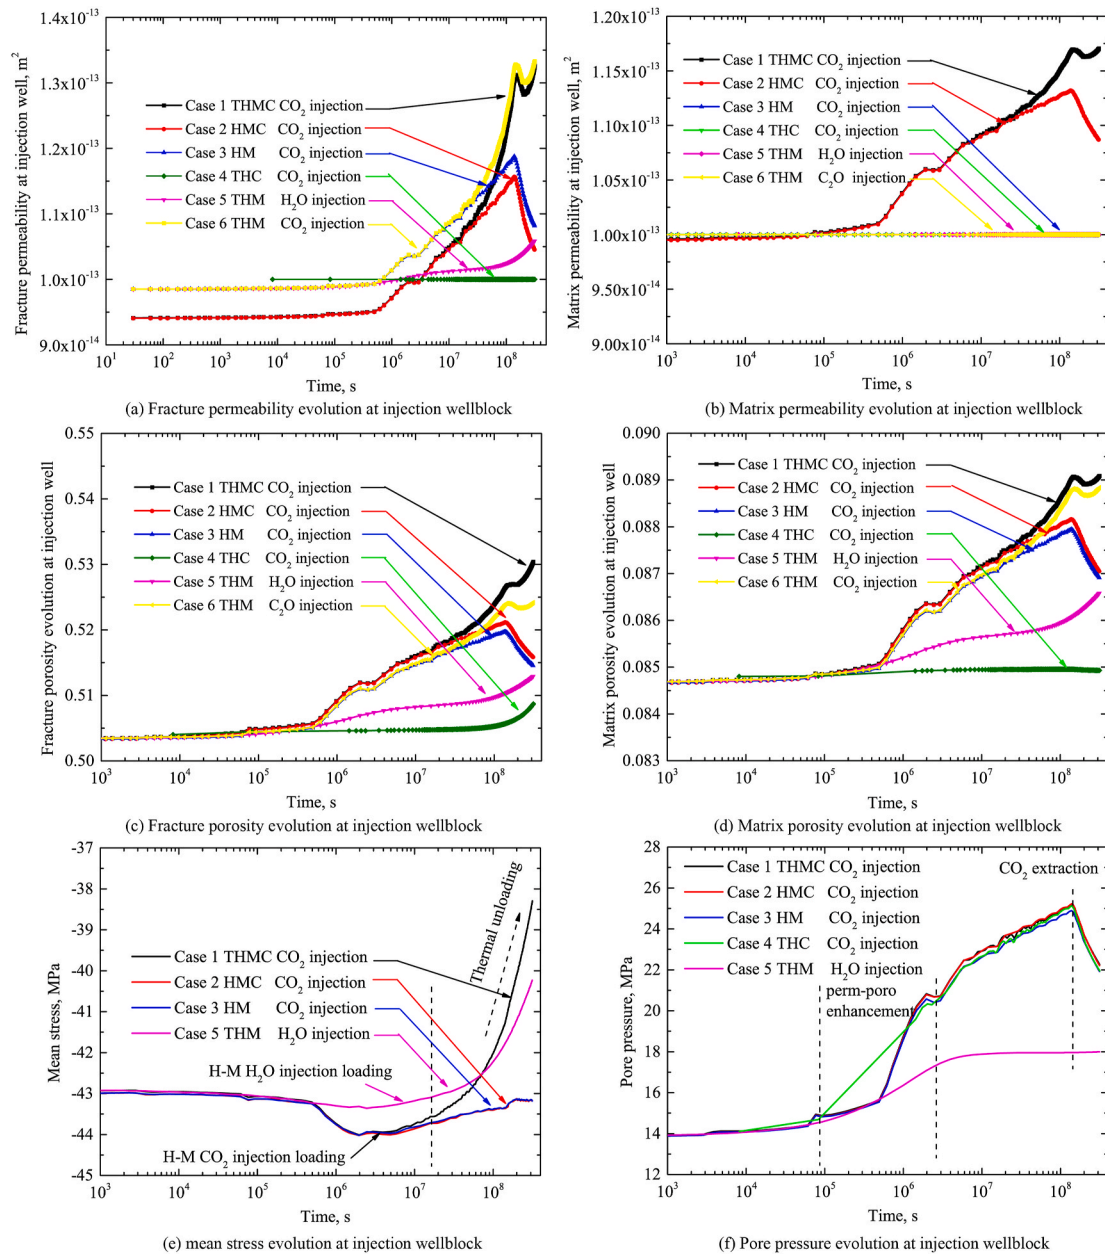 Fracture permeability at injection well, m²
1.3x10⁻¹³
1.2x10⁻¹³
1.1x10⁻¹³
1.0x10⁻¹³
9.0x10⁻¹⁴
Case 1 THMC CO₂ injection
Case 2 HMC CO₂ injection
Case 3 HM CO₂ injection
Case 4 THC CO₂ injection
Case 5 THM H₂O injection
Case 6 THM CO₂ injection
10¹ 10² 10³ 10⁴ 10⁵ 10⁶ 10⁷ 10⁸
Time, s
(a) Fracture permeability evolution at injection wellblock
Matrix permeability at injection well, m²
1.20x10⁻¹³
1.15x10⁻¹³
1.10x10⁻¹³
1.05x10⁻¹³
1.00x10⁻¹³
9.50x10⁻¹⁴
9.00x10⁻¹⁴
Case 1 THMC CO₂ injection
Case 2 HMC CO₂ injection
Case 3 HM CO₂ injection
Case 4 THC CO₂ injection
Case 5 THM H₂O injection
Case 6 THM C₂O injection
10³ 10⁴ 10⁵ 10⁶ 10⁷ 10⁸
Time, s
(b) Matrix permeability evolution at injection wellblock
Fracture porosity evolution at injection well
0.55
0.54
0.53
0.52
0.51
0.50
Case 1 THMC CO₂ injection
Case 2 HMC CO₂ injection
Case 3 HM CO₂ injection
Case 4 THC CO₂ injection
Case 5 THM H₂O injection
Case 6 THM C₂O injection
10³ 10⁴ 10⁵ 10⁶ 10⁷ 10⁸
Time, s
(c) Fracture porosity evolution at injection wellblock
Matrix porosity evolution at injection well
0.090
0.089
0.088
0.087
0.086
0.085
0.084
0.083
Case 1 THMC CO₂ injection
Case 2 HMC CO₂ injection
Case 3 HM CO₂ injection
Case 4 THC CO₂ injection
Case 5 THM H₂O injection
Case 6 THM CO₂ injection
10³ 10⁴ 10⁵ 10⁶ 10⁷ 10⁸
Time, s
(d) Matrix porosity evolution at injection wellblock
Mean stress, MPa
-37
-38
-39
-40
-41
-42
-43
-44
-45
Thermal unloading
Case 1 THMC CO₂ injection
Case 2 HMC CO₂ injection
Case 3 HM CO₂ injection
Case 5 THM H₂O injection
H-M H₂O injection loading
H-M CO₂ injection loading
10³ 10⁴ 10⁵ 10⁶ 10⁷ 10⁸
Time, s
(e) mean stress evolution at injection wellblock
Pore pressure, MPa
28
26
24
22
20
18
16
14
12
Case 1 THMC CO₂ injection
Case 2 HMC CO₂ injection
Case 3 HM CO₂ injection
Case 4 THC CO₂ injection
Case 5 THM H₂O injection
CO₂ extraction
perm-poro
enhancement
10³ 10⁴ 10⁵ 10⁶ 10⁷ 10⁸
Time, s
(f) Pore pressure evolution at injection wellblock